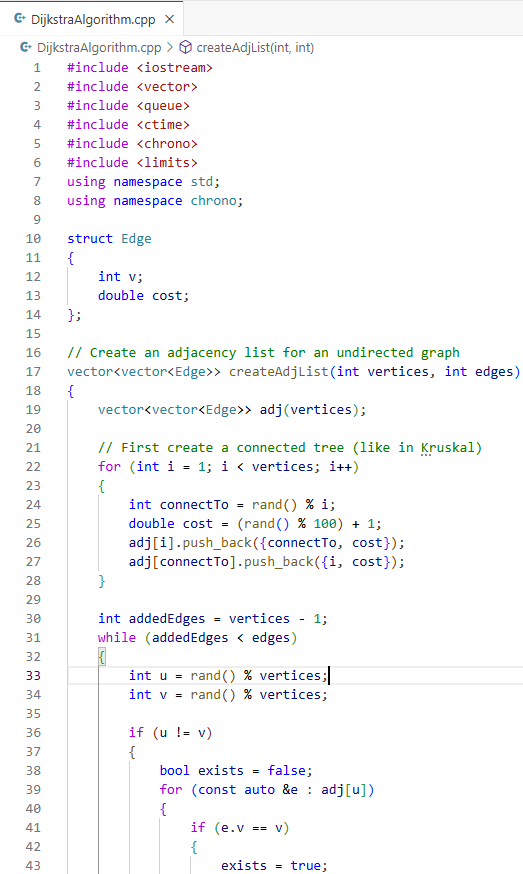 DijkstraAlgorithm.cpp ×
DijkstraAlgorithm.cpp > createAdjList(int, int)
1 #include <iostream>
2 #include <vector>
3 #include <queue>
4 #include <ctime>
5 #include <chrono>
6 #include <limits>
7 using namespace std;
8 using namespace chrono;
9
10 struct Edge
11 {
12     int v;
13     double cost;
14 };
15
16 // Create an adjacency list for an undirected graph
17 vector<vector<Edge>> createAdjList(int vertices, int edges)
18 {
19     vector<vector<Edge>> adj(vertices);
20
21     // First create a connected tree (like in Kruskal)
22     for (int i = 1; i < vertices; i++)
23     {
24         int connectTo = rand() % i;
25         double cost = (rand() % 100) + 1;
26         adj[i].push_back({connectTo, cost});
27         adj[connectTo].push_back({i, cost});
28     }
29
30     int addedEdges = vertices - 1;
31     while (addedEdges < edges)
32     {
33         int u = rand() % vertices;
34         int v = rand() % vertices;
35
36         if (u != v)
37         {
38             bool exists = false;
39             for (const auto &e : adj[u])
40             {
41                 if (e.v == v)
42                 {
43                     exists = true;